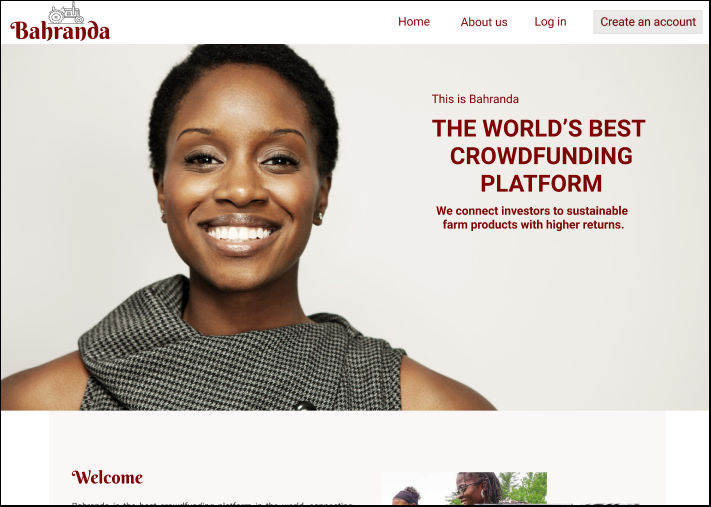 Bahranda
Home About us Log in Create an account
This is Bahranda
THE WORLD’S BEST
CROWDFUNDING
PLATFORM
We connect investors to sustainable
farm products with higher returns.
Welcome
Bahranda is the best crowdfunding platform in the world, connecting